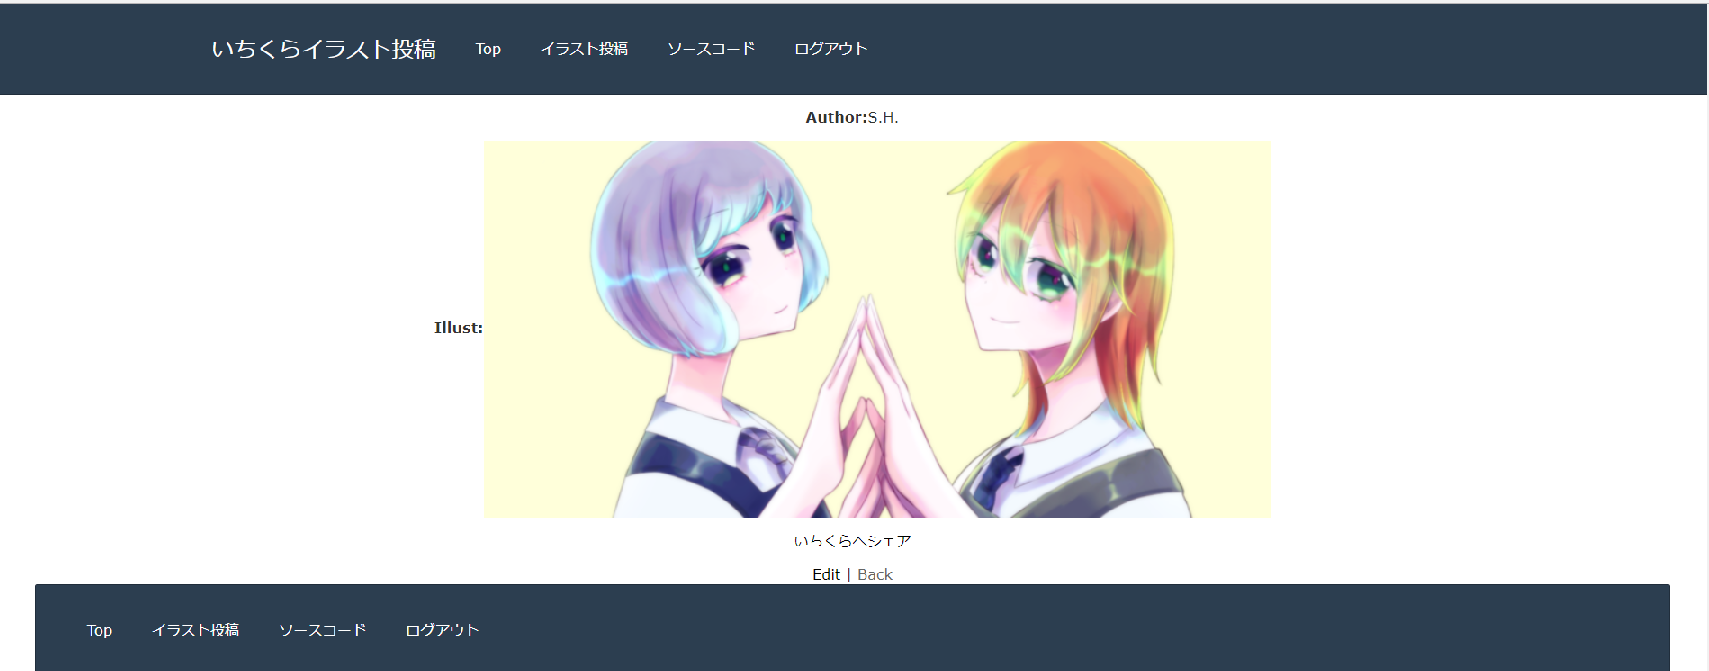 いちくらイラスト投稿 Top イラスト投稿 ソースコード ログアウト
Author:S.H.
Illust:
いちくらへシェア
Edit | Back
Top イラスト投稿 ソースコード ログアウト